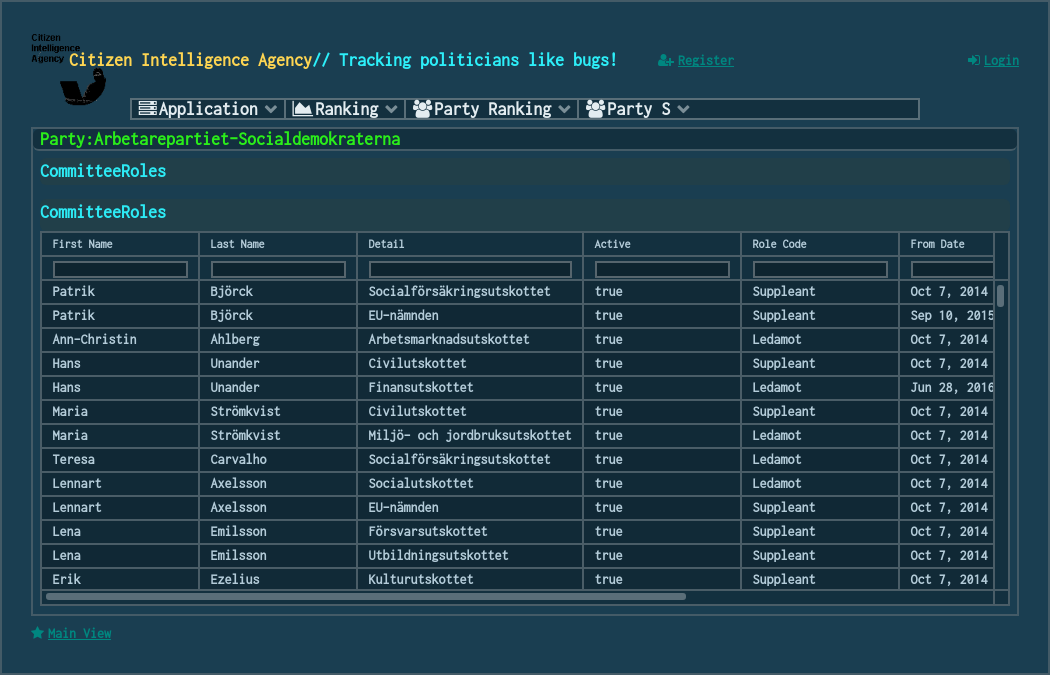 Citizen
Intelligence
Agency
Citizen Intelligence Agency// Tracking politicians like bugs!
Register
Login
Application Ranking Party Ranking Party S
Party:Arbetarepartiet-Socialdemokraterna
CommitteeRoles
CommitteeRoles
First Name Last Name Detail Active Role Code From Date
Patrik Björck Socialförsäkringsutskottet true Suppleant Oct 7, 2014
Patrik Björck EU-nämnden true Suppleant Sep 10, 2015
Ann-Christin Ahlberg Arbetsmarknadsutskottet true Ledamot Oct 7, 2014
Hans Unander Civilutskottet true Suppleant Oct 7, 2014
Hans Unander Finansutskottet true Ledamot Jun 28, 2016
Maria Strömkvist Civilutskottet true Suppleant Oct 7, 2014
Maria Strömkvist Miljö- och jordbruksutskottet true Ledamot Oct 7, 2014
Teresa Carvalho Socialförsäkringsutskottet true Ledamot Oct 7, 2014
Lennart Axelsson Socialutskottet true Ledamot Oct 7, 2014
Lennart Axelsson EU-nämnden true Suppleant Oct 7, 2014
Lena Emilsson Försvarsutskottet true Suppleant Oct 7, 2014
Lena Emilsson Utbildningsutskottet true Suppleant Oct 7, 2014
Erik Ezelius Kulturutskottet true Suppleant Oct 7, 2014
Main View